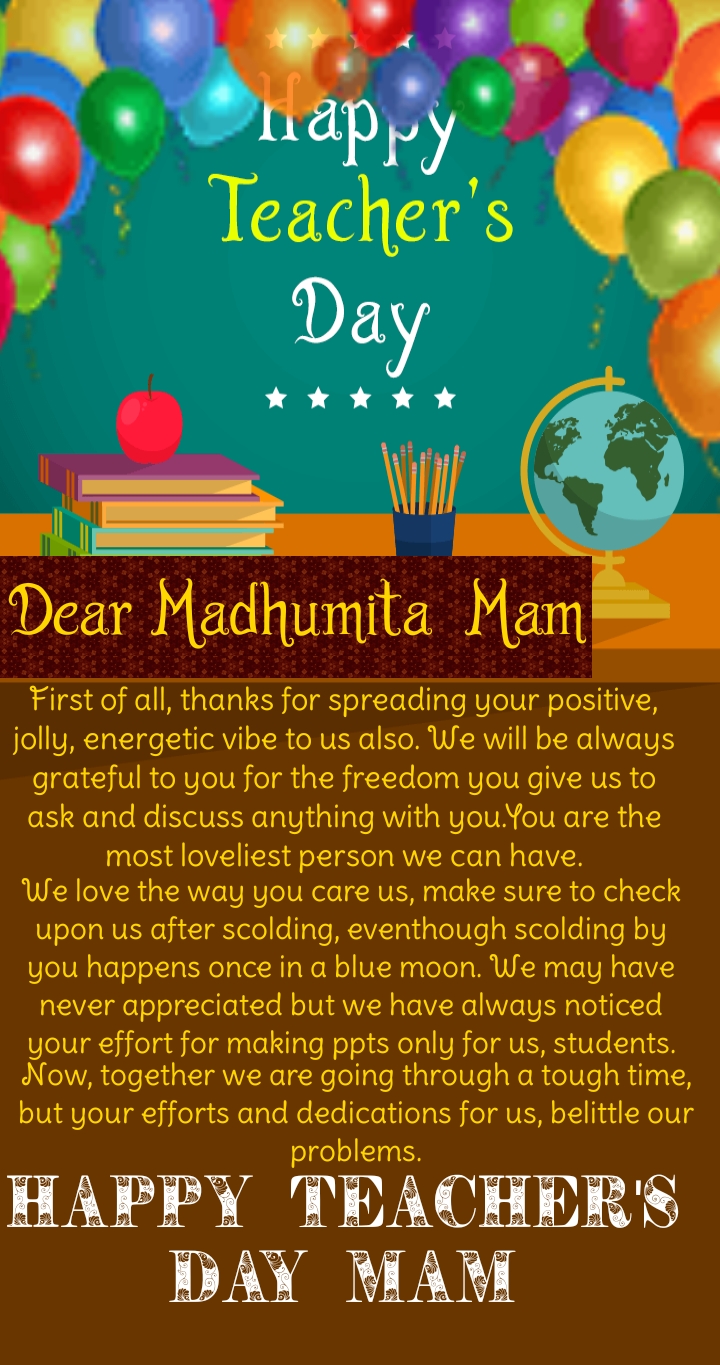 Happy
Teacher's
Day
Dear Madhumita Mam
First of all, thanks for spreading your positive,
jolly, energetic vibe to us also. We will be always
grateful to you for the freedom you give us to
ask and discuss anything with you.You are the
most loveliest person we can have.
We love the way you care us, make sure to check
upon us after scolding, eventhough scolding by
you happens once in a blue moon. We may have
never appreciated but we have always noticed
your effort for making ppts only for us, students.
Now, together we are going through a tough time,
but your efforts and dedications for us, belittle our
problems.
HAPPY TEACHER'S
DAY MAM